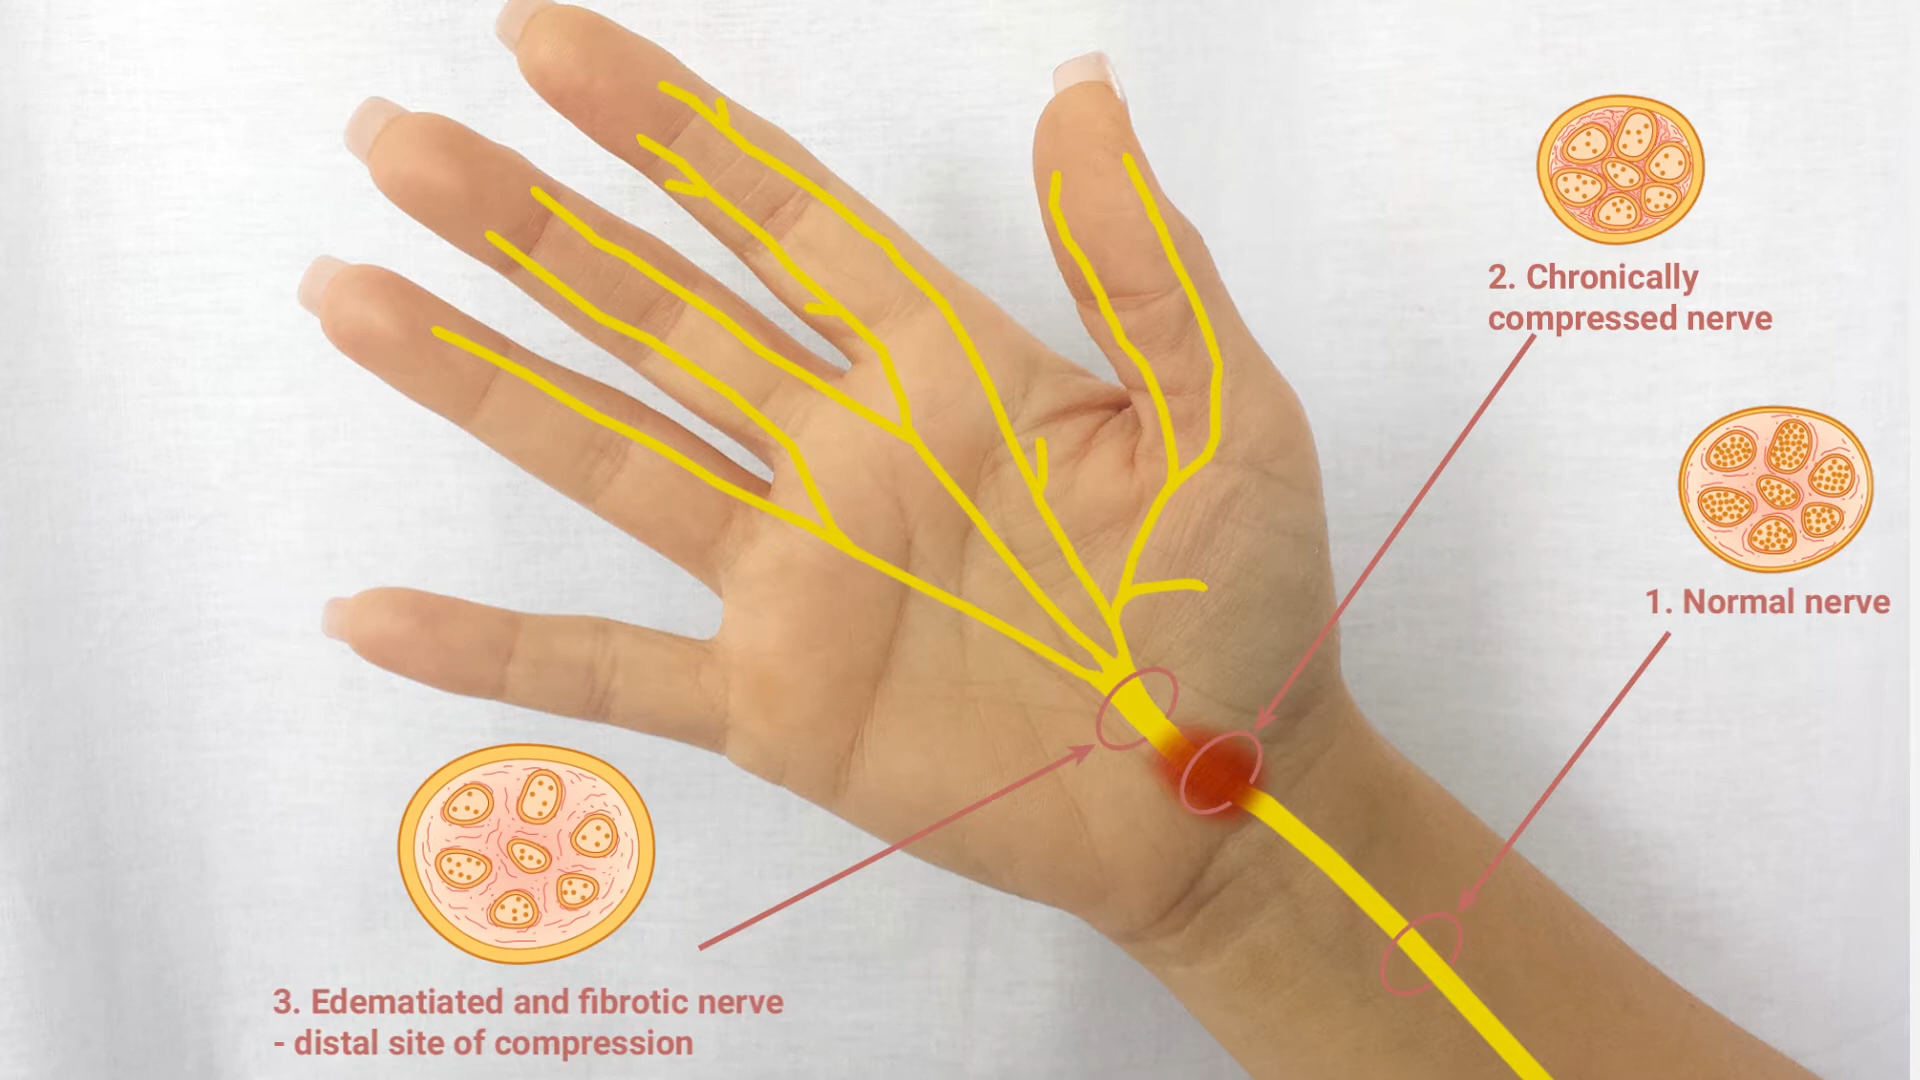 2. Chronically
compressed nerve
1. Normal nerve
3. Edematiated and fibrotic nerve
- distal site of compression